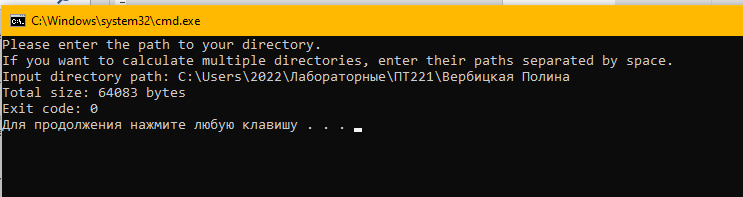 C:\Windows\system32\cmd.exe
Please enter the path to your directory.
If you want to calculate multiple directories, enter their paths separated by space.
Input directory path: C:\Users\2022\Лабораторные\ПТ221\Вербицкая Полина
Total size: 64083 bytes
Exit code: 0
Для продолжения нажмите любую клавишу . . .